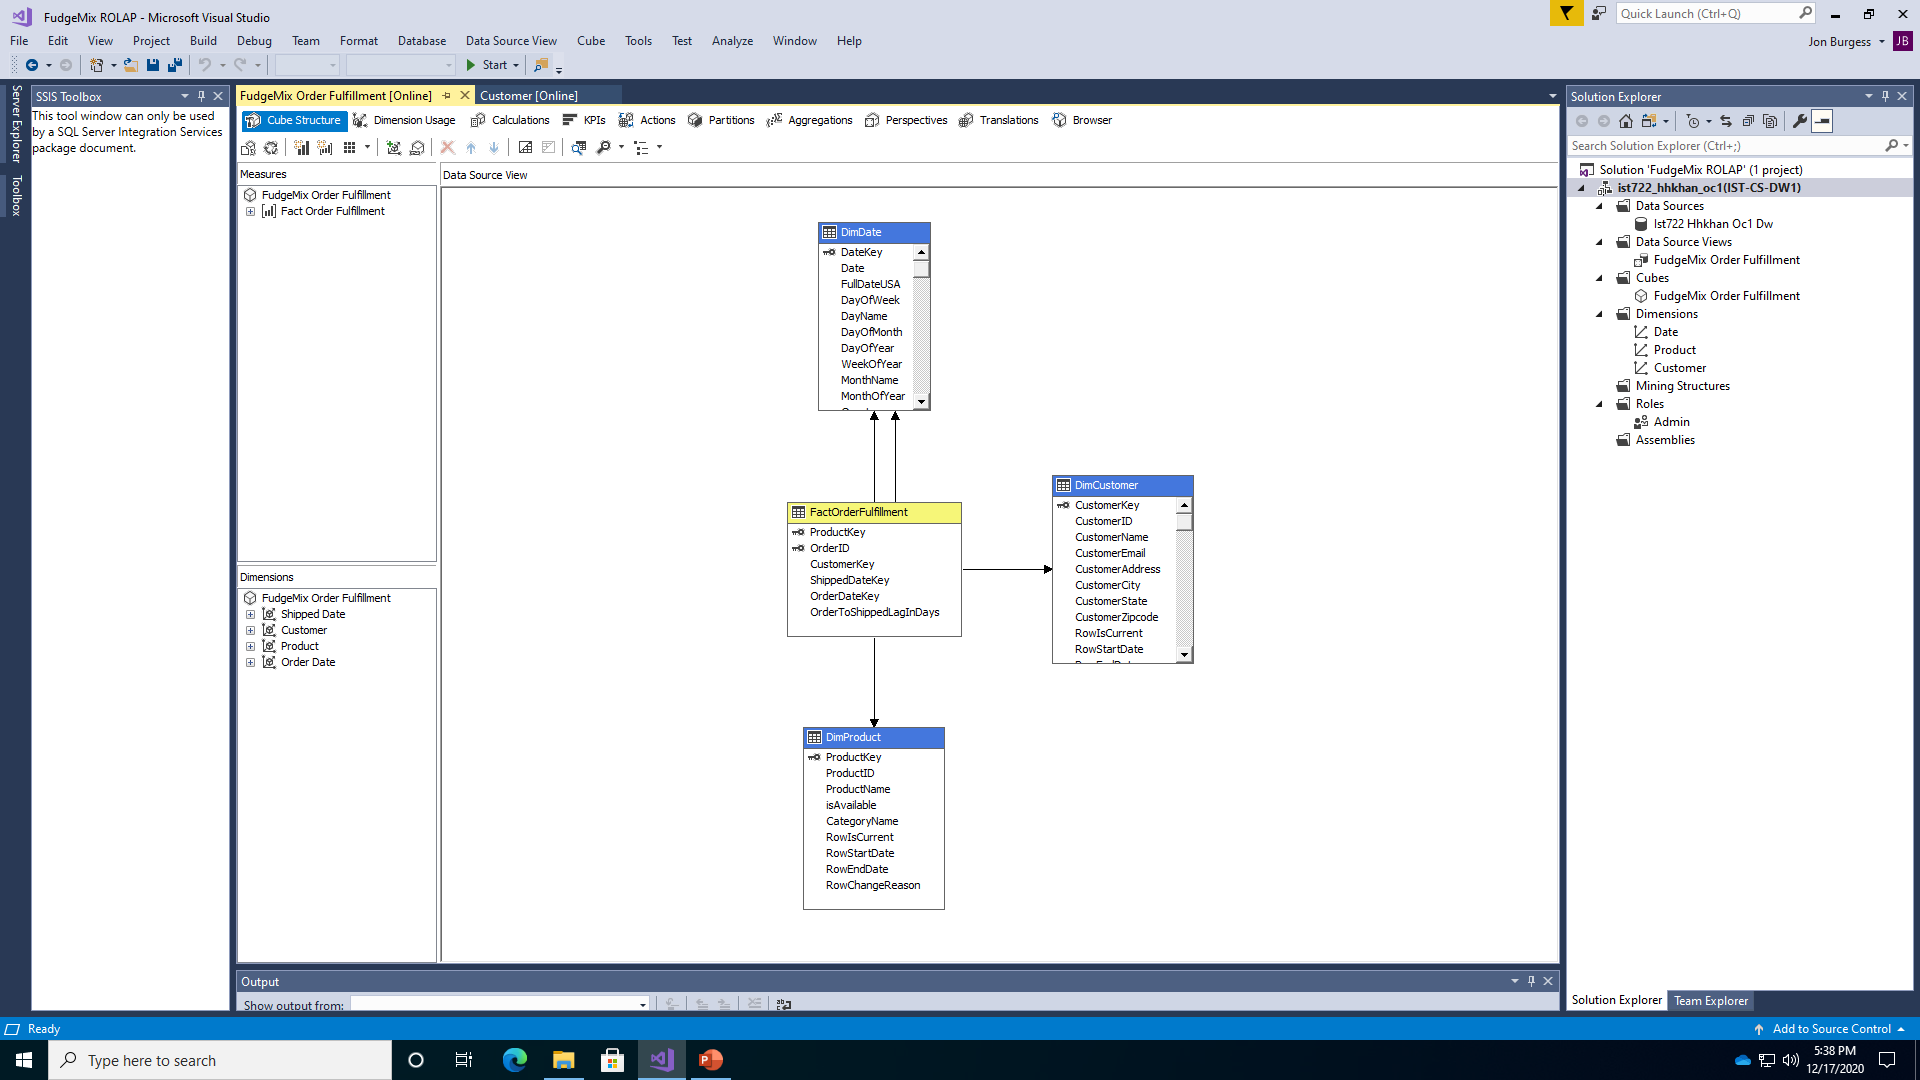 FudgeMix ROLAP - Microsoft Visual Studio
Quick Launch (Ctrl+Q)
File Edit View Project Build Debug Team Format Database Data Source View Cube Tools Test Analyze Window Help
Jon Burgess JB
Start
Server Explorer
Toolbox
SSIS Toolbox
This tool window can only be used
by a SQL Server Integration Services
package document.
FudgeMix Order Fulfillment [Online] Customer [Online]
Cube Structure Dimension Usage Calculations KPIs Actions Partitions Aggregations Perspectives Translations Browser
Measures
FudgeMix Order Fulfillment
Fact Order Fulfillment
Dimensions
FudgeMix Order Fulfillment
Shipped Date
Customer
Product
Order Date
Data Source View
DimDate
DateKey
Date
FullDateUSA
DayOfWeek
DayName
DayOfMonth
DayOfYear
WeekOfYear
MonthName
MonthOfYear
FactOrderFulfillment
ProductKey
OrderID
CustomerKey
ShippedDateKey
OrderDateKey
OrderToShippedLagInDays
DimCustomer
CustomerKey
CustomerID
CustomerName
CustomerEmail
CustomerAddress
CustomerCity
CustomerState
CustomerZipcode
RowIsCurrent
RowStartDate
DimProduct
ProductKey
ProductID
ProductName
isAvailable
CategoryName
RowIsCurrent
RowStartDate
RowEndDate
RowChangeReason
Output
Show output from:
Solution Explorer
Search Solution Explorer (Ctrl+;)
Solution 'FudgeMix ROLAP' (1 project)
ist722_hhkhan_oc1(IST-CS-DW1)
Data Sources
Ist722 Hhkhan Oc1 Dw
Data Source Views
FudgeMix Order Fulfillment
Cubes
FudgeMix Order Fulfillment
Dimensions
Date
Product
Customer
Mining Structures
Roles
Admin
Assemblies
Solution Explorer Team Explorer
Ready
Add to Source Control
Type here to search
5:38 PM
12/17/2020